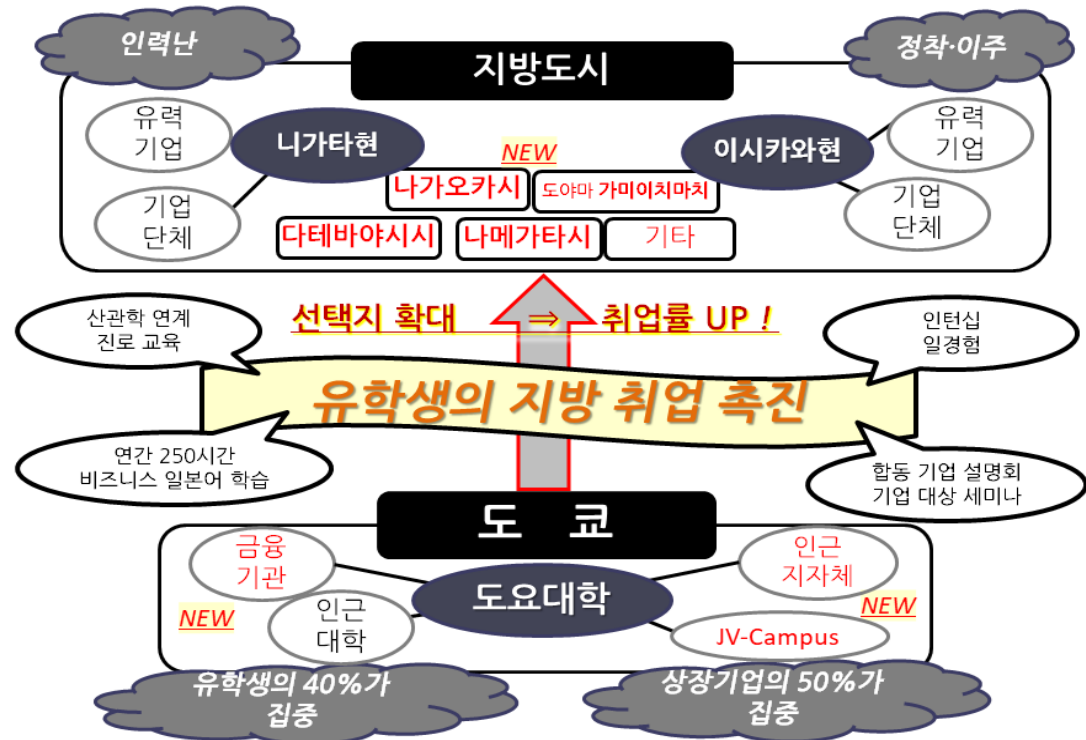 인력난
정착·이주
지방도시
유력
기업
니가타현
NEW
이시카와현
유력
기업
나가오카시
도야마 가미이치마치
기업
단체
기업
단체
다테바야시시
나메가타시
기타
선택지 확대 ⇒ 취업률 UP !
산관학 연계
진로 교육
인턴십
일경험
유학생의 지방 취업 촉진
연간 250시간
비즈니스 일본어 학습
합동 기업 설명회
기업 대상 세미나
도 쿄
금융
기관
인근
지자체
도요대학
NEW
NEW
인근
대학
JV-Campus
유학생의 40%가
집중
상장기업의 50%가
집중